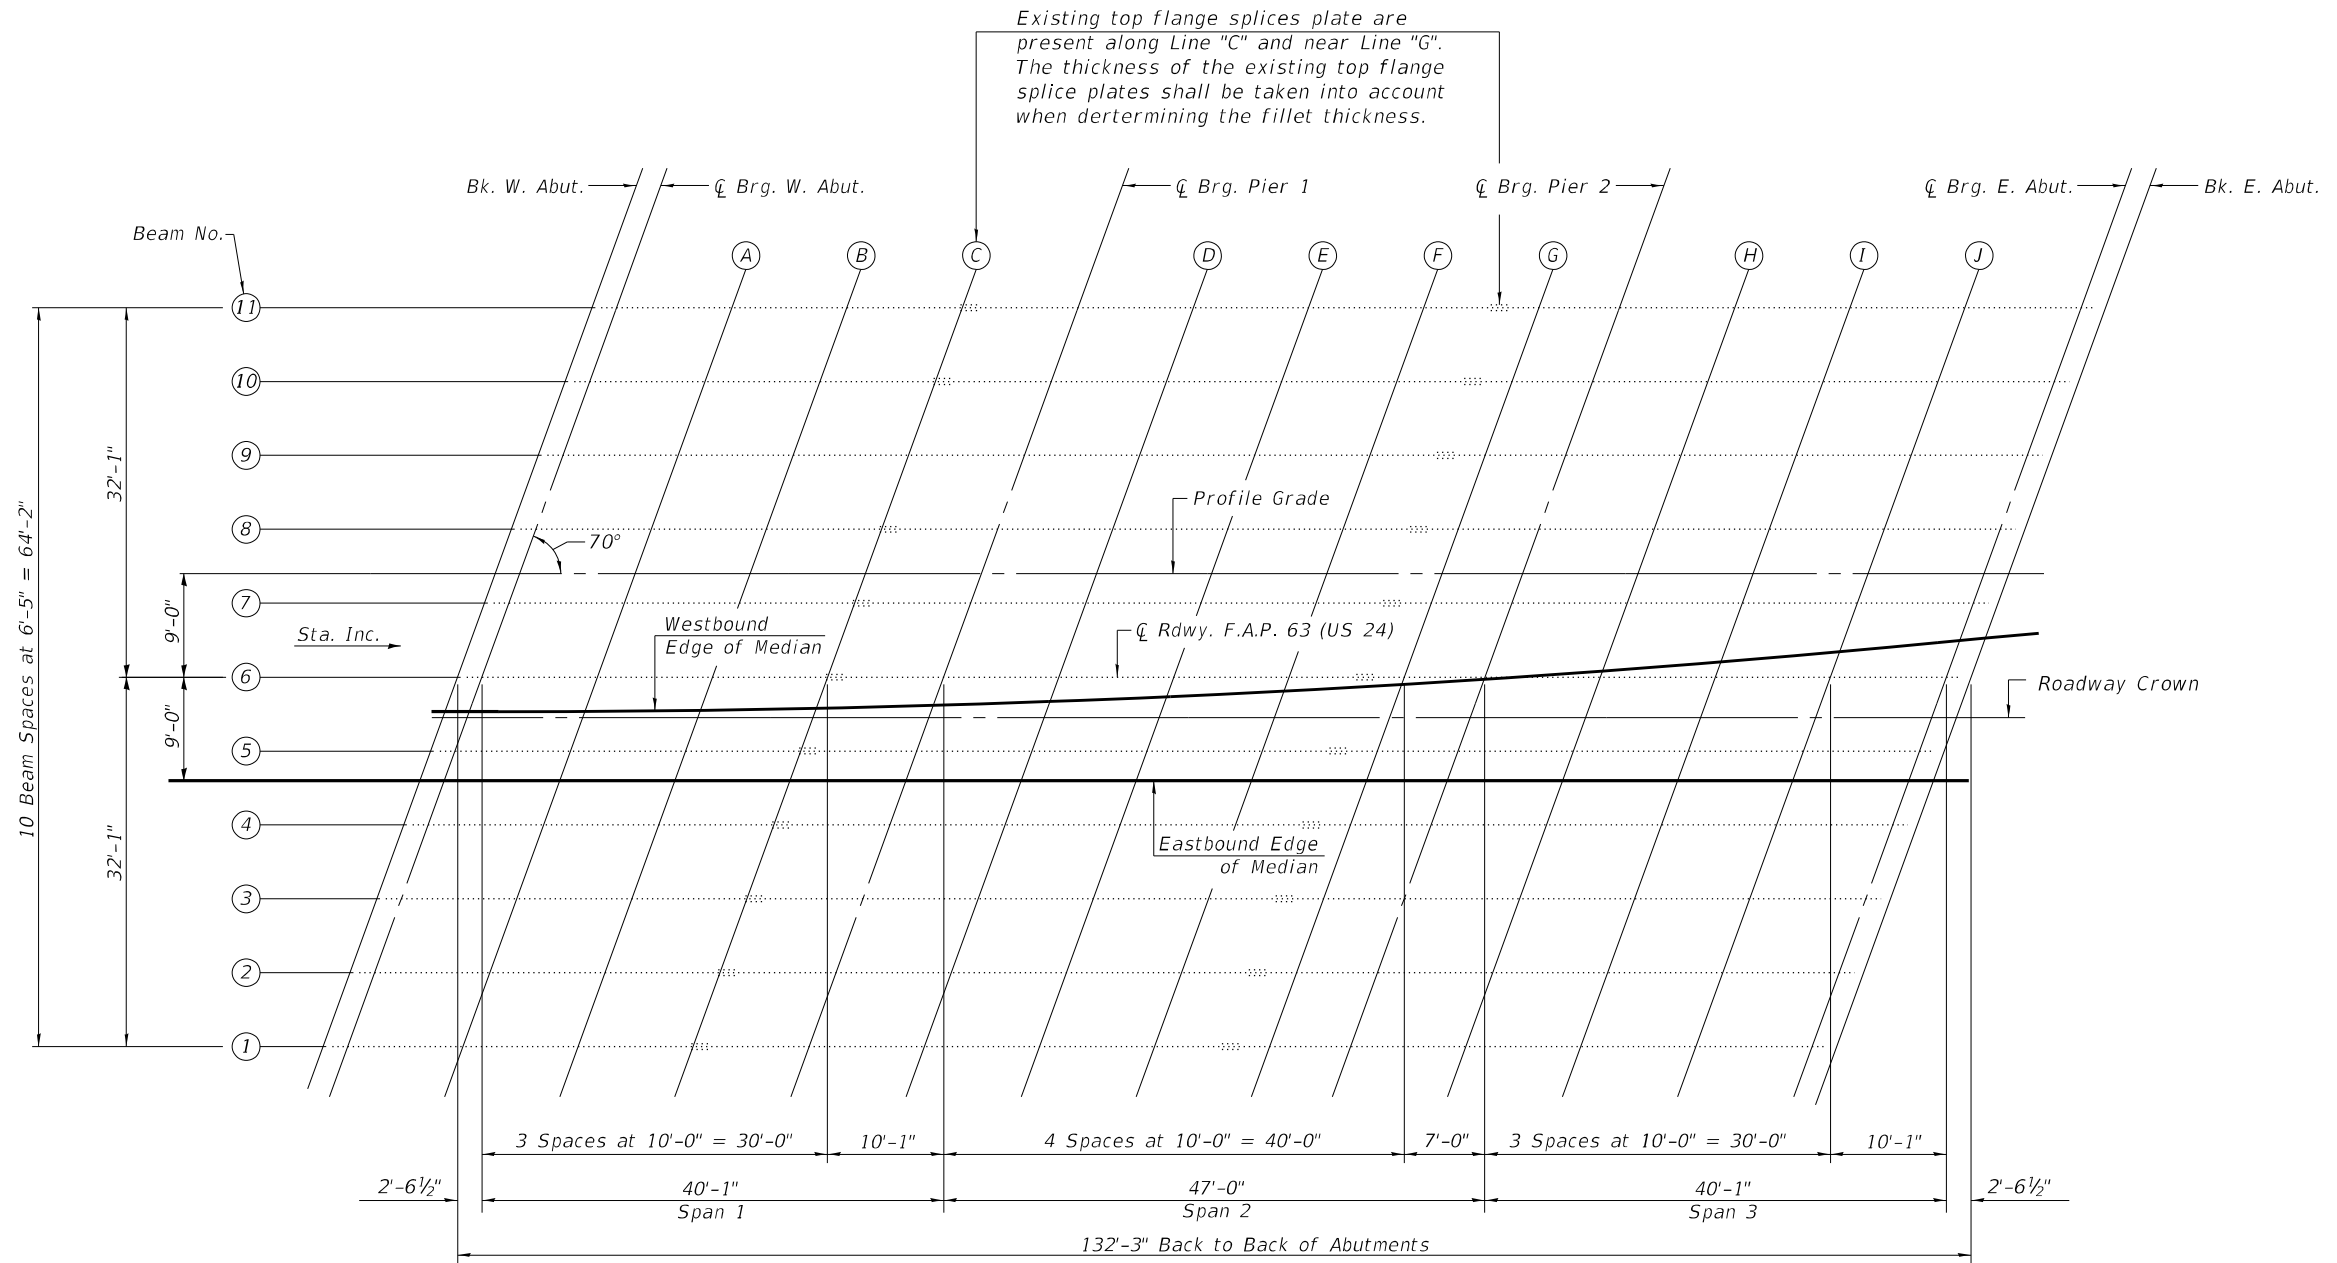 Existing top flange splices plate are
present along Line "C" and near Line "G".
The thickness of the existing top flange
splice plates shall be taken into account
when dertermining the fillet thickness.
Bk. W. Abut.
℄ Brg. W. Abut.
℄ Brg. Pier 1
℄ Brg. Pier 2
℄ Brg. E. Abut.
Bk. E. Abut.
Beam No.
A
B
C
D
E
F
G
H
I
J
11
10
9
8
7
6
5
4
3
2
1
10 Beam Spaces at 6'-5" = 64'-2"
32'-1"
32'-1"
9'-0"
9'-0"
Profile Grade
70°
Sta. Inc.
Westbound
Edge of Median
℄ Rdwy. F.A.P. 63 (US 24)
Roadway Crown
Eastbound Edge
of Median
3 Spaces at 10'-0" = 30'-0"
10'-1"
4 Spaces at 10'-0" = 40'-0"
7'-0"
3 Spaces at 10'-0" = 30'-0"
10'-1"
2'-6½"
40'-1"
Span 1
47'-0"
Span 2
40'-1"
Span 3
2'-6½"
132'-3" Back to Back of Abutments